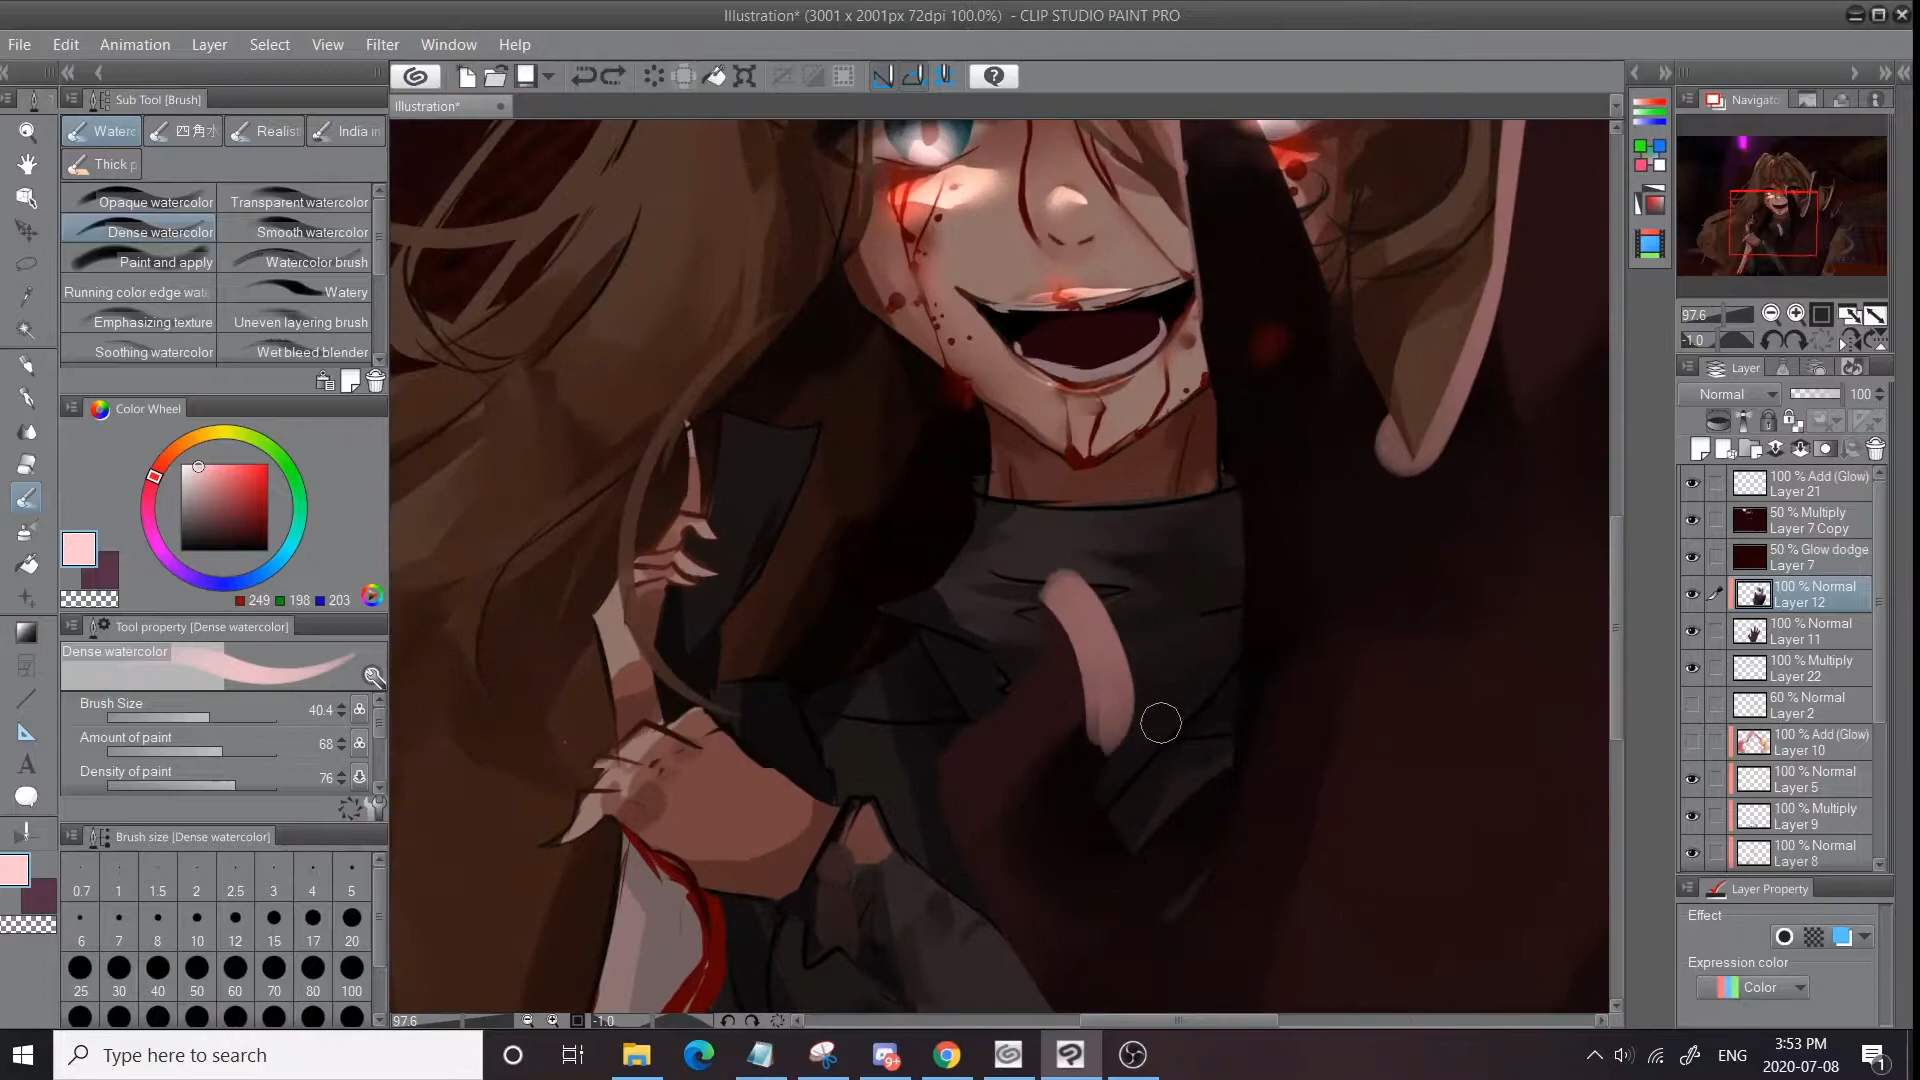 Illustration* (3001 x 2001px 72dpi 100.0%) - CLIP STUDIO PAINT PRO
File Edit Animation Layer Select View Filter Window Help
Sub Tool [Brush]
Illustration*
Navigato
Waterc 四角水 Realist India in
Thick p
Opaque watercolor Transparent watercolor
Dense watercolor Smooth watercolor
Paint and apply Watercolor brush
Running color edge wate Watery
Emphasizing texture Uneven layering brush
Soothing watercolor Wet bleed blender
Color Wheel
249 198 203
Tool property [Dense watercolor]
Dense watercolor
Brush Size 40.4
Amount of paint 68
Density of paint 76
Brush size [Dense watercolor]
0.7 1 1.5 2 2.5 3 4 5
6 7 8 10 12 15 17 20
25 30 40 50 60 70 80 100
97.6 -1.0
97.6
-1.0
Layer
Normal 100
100 % Add (Glow)
Layer 21
50 % Multiply
Layer 7 Copy
50 % Glow dodge
Layer 7
100 % Normal
Layer 12
100 % Normal
Layer 11
100 % Multiply
Layer 22
60 % Normal
Layer 2
100 % Add (Glow)
Layer 10
100 % Normal
Layer 5
100 % Multiply
Layer 9
100 % Normal
Layer 8
Layer Property
Effect
Expression color
Color
Type here to search
9+
ENG
3:53 PM
2020-07-08
1